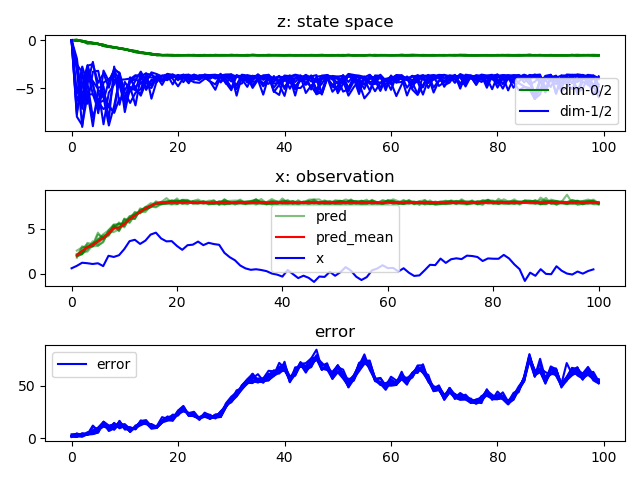 z: state space
0
−5
dim-0/2
dim-1/2
0 20 40 60 80 100
x: observation
5
0
pred
pred_mean
x
0 20 40 60 80 100
error
50
0
error
0 20 40 60 80 100